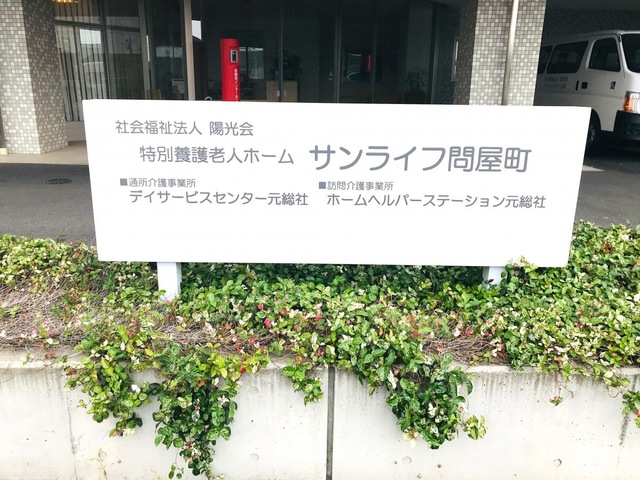 社会福祉法人 陽光会
特別養護老人ホーム サンライフ問屋町
■通所介護事業所 ■訪問介護事業所
デイサービスセンター元総社 ホームヘルパーステーション元総社